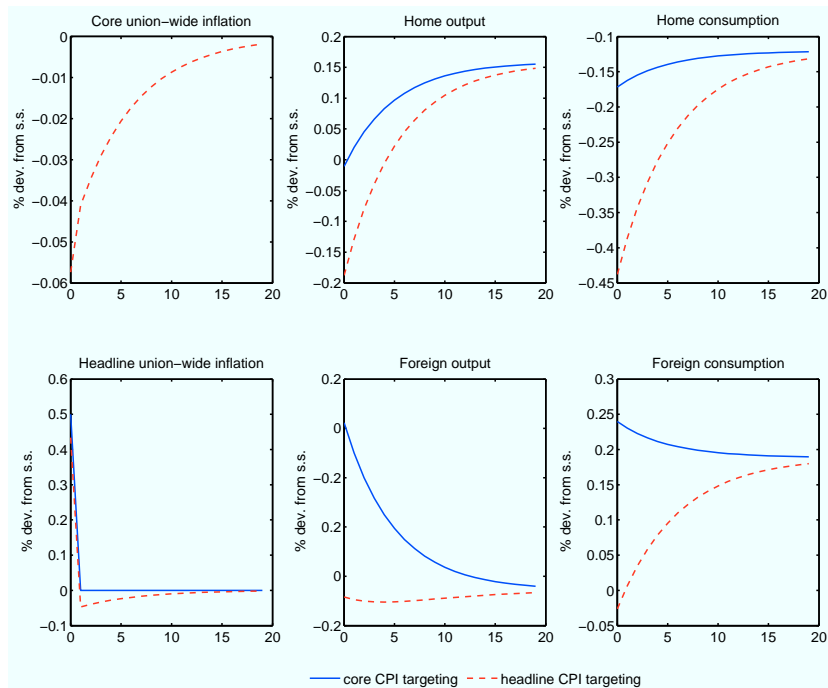 Core union−wide inflation
0
−0.01
−0.02
−0.03
−0.04
−0.05
−0.06
% dev. from s.s.
0 5 10 15 20
Home output
0.2
0.15
0.1
0.05
0
−0.05
−0.1
−0.15
−0.2
% dev. from s.s.
0 5 10 15 20
Home consumption
−0.1
−0.15
−0.2
−0.25
−0.3
−0.35
−0.4
−0.45
% dev. from s.s.
0 5 10 15 20
Headline union−wide inflation
0.6
0.5
0.4
0.3
0.2
0.1
0
−0.1
% dev. from s.s.
0 5 10 15 20
Foreign output
0.2
0
−0.2
0.2
−0
−0.2
% dev. from s.s.
0 5 10 15 20
Foreign consumption
0.3
0.25
0.2
0.15
0.1
0.05
0
−0.05
% dev. from s.s.
0 5 10 15 20
core CPI targeting
headline CPI targeting